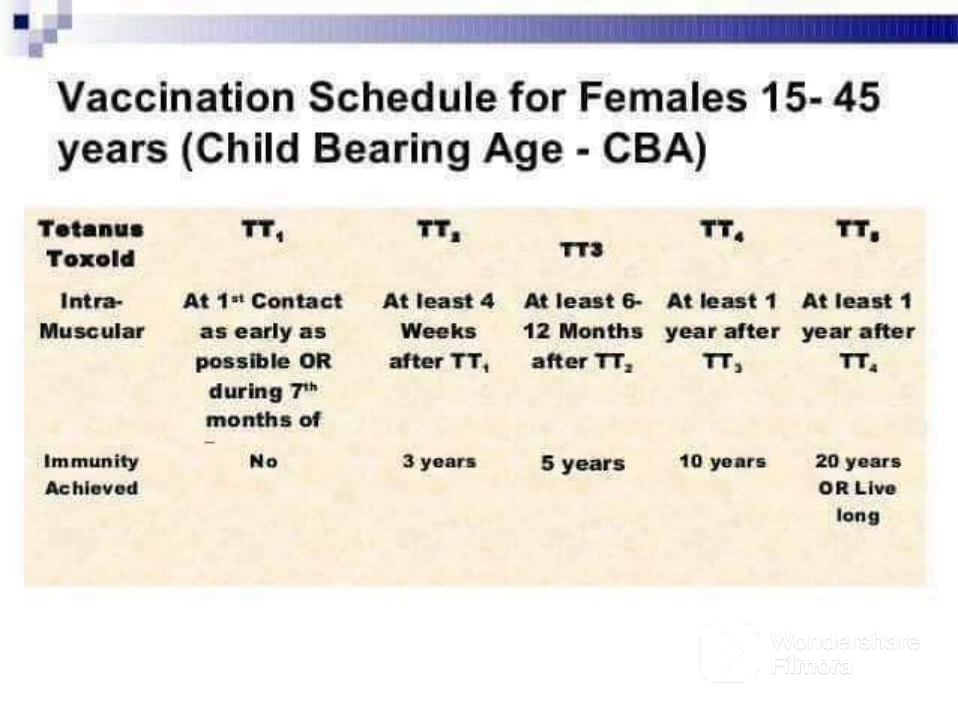 Vaccination Schedule for Females 15- 45
years (Child Bearing Age - CBA)
Tetanus
Toxoid
TT1
TT2
TT3
TT4
TT5
Intra-
Muscular
At 1st Contact
as early as
possible OR
during 7th
months of
At least 4
Weeks
after TT1
At least 6-
12 Months
after TT2
At least 1
year after
TT3
At least 1
year after
TT4
Immunity
Achieved
No
3 years
5 years
10 years
20 years
OR Live
long
Wondershare
Filmora